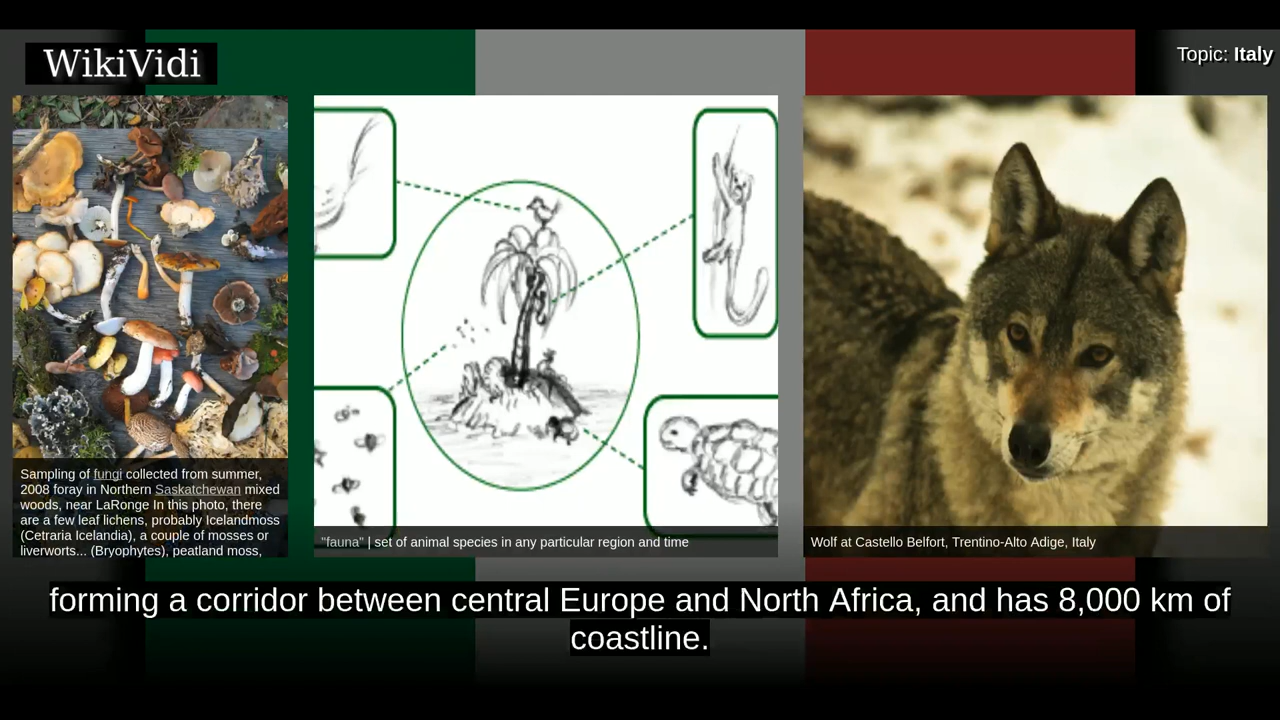 WikiVidi
Topic: Italy
Sampling of fungi collected from summer,
2008 foray in Northern Saskatchewan mixed
woods, near LaRonge In this photo, there
are a few leaf lichens, probably Icelandmoss
(Cetraria Icelandia), a couple of mosses or
liverworts... (Bryophytes), peatland moss,
"fauna" | set of animal species in any particular region and time
Wolf at Castello Belfort, Trentino-Alto Adige, Italy
forming a corridor between central Europe and North Africa, and has 8,000 km of
coastline.